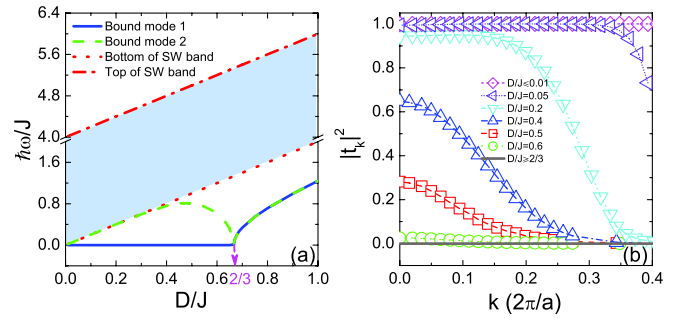 6.4
5.6
4.8
4.0
1.2
0.6
0.0
ħω/J
Bound mode 1
Bound mode 2
Bottom of SW band
Top of SW band
(a)
0.0 0.2 0.4 0.6 0.8 1.0
2/3
D/J
1.0
0.8
0.6
0.4
0.2
0.0
|t_k|^2
D/J≤0.01
D/J=0.05
D/J=0.2
D/J=0.4
D/J=0.5
D/J=0.6
D/J≥2/3
(b)
0.0 0.1 0.2 0.3 0.4
k (2π/a)